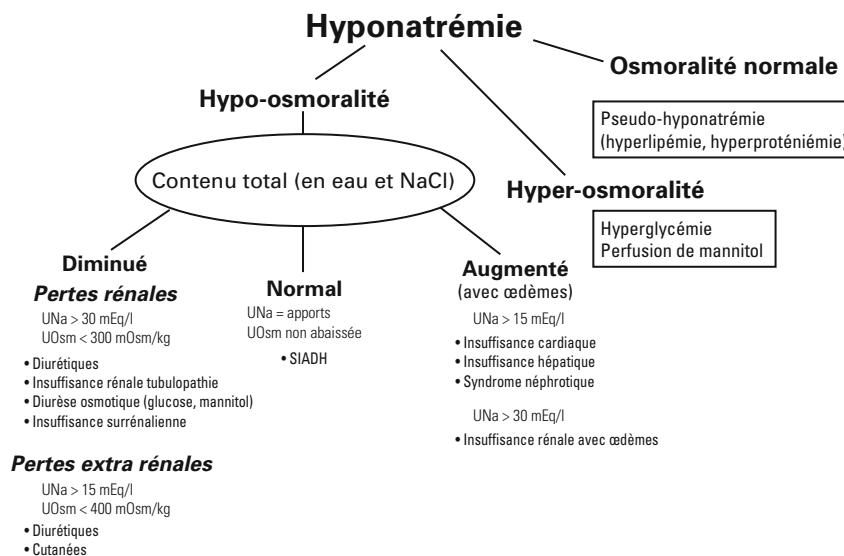 Hyponatrémie
Osmoralité normale
Hypo-osmoralité
Pseudo-hyponatrémie
(hyperlipémie, hyperproténiémie)
Contenu total (en eau et NaCl)
Hyper-osmoralité
Hyperglycémie
Perfusion de mannitol
Diminué
Pertes rénales
UNa > 30 mEq/l
UOsm < 300 mOsm/kg
• Diurétiques
• Insuffisance rénale tubulopathie
• Diurèse osmotique (glucose, mannitol)
• Insuffisance surrénalienne
Pertes extra rénales
UNa > 15 mEq/l
UOsm < 400 mOsm/kg
• Diurétiques
• Cutanées
Normal
UNa = apports
UOsm non abaissée
• SIADH
Augmenté
(avec œdèmes)
UNa > 15 mEq/l
• Insuffisance cardiaque
• Insuffisance hépatique
• Syndrome néphrotique
UNa > 30 mEq/l
• Insuffisance rénale avec œdèmes